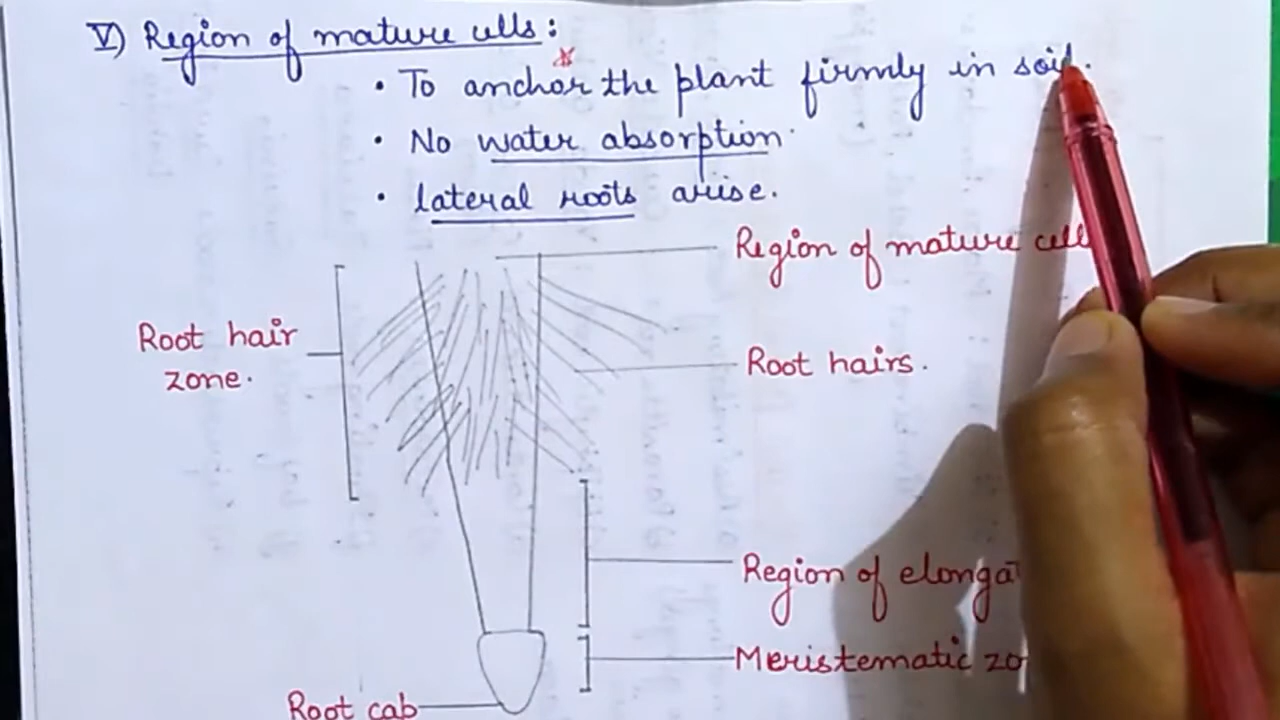 V) Region of mature cells:
• To anchor the plant firmly in soil.
• No water absorption.
• lateral roots arise.
Region of mature cell
Root hair
zone.
Root hairs.
Region of elonga
Meristematic zo
Root cab